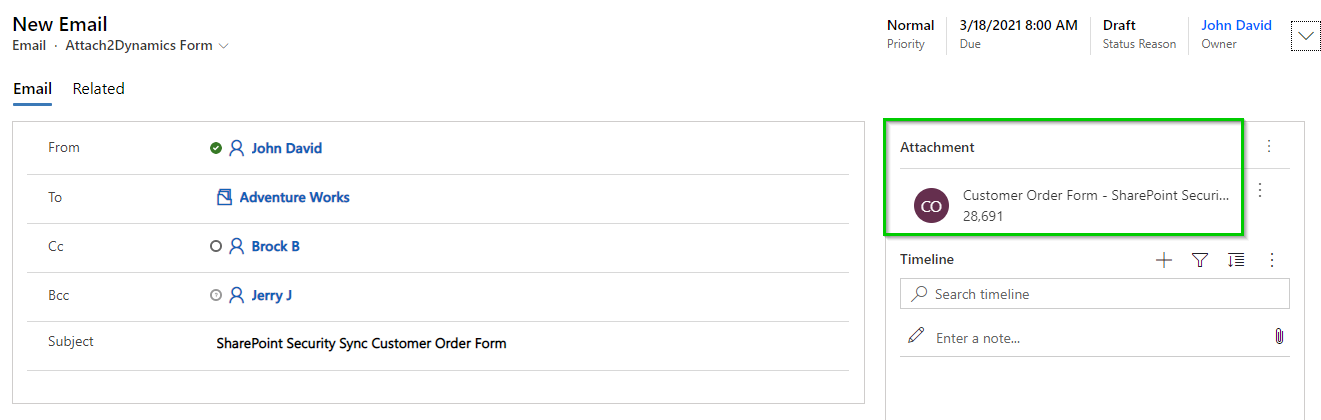 New Email
Email · Attach2Dynamics Form
Normal
Priority
3/18/2021 8:00 AM
Due
Draft
Status Reason
John David
Owner
Email Related
From John David
To Adventure Works
Cc Brock B
Bcc Jerry J
Subject SharePoint Security Sync Customer Order Form
Attachment
CO
Customer Order Form - SharePoint Securi...
28,691
Timeline
Search timeline
Enter a note...